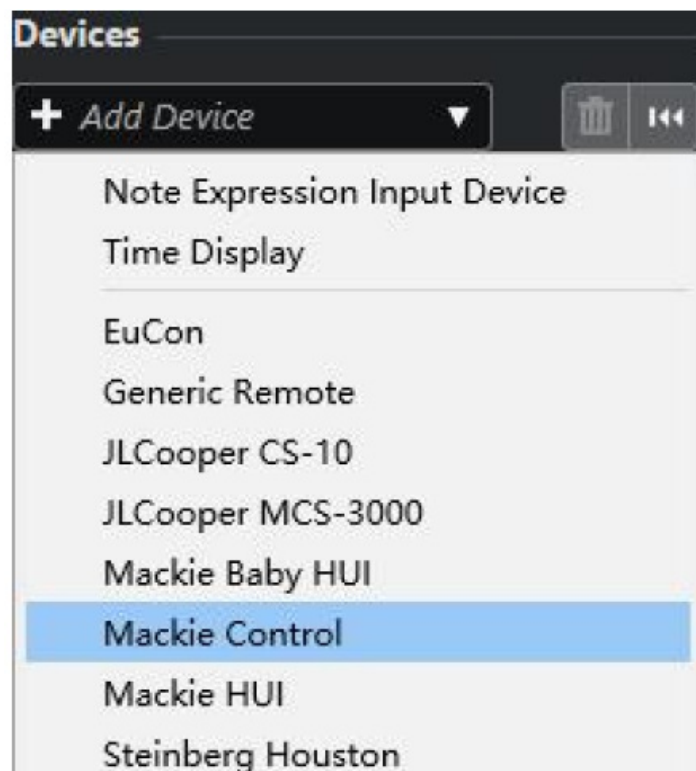 Devices
Add Device
Note Expression Input Device
Time Display
EuCon
Generic Remote
JLCooper CS-10
JLCooper MCS-3000
Mackie Baby HUI
Mackie Control
Mackie HUI
Steinberg Houston